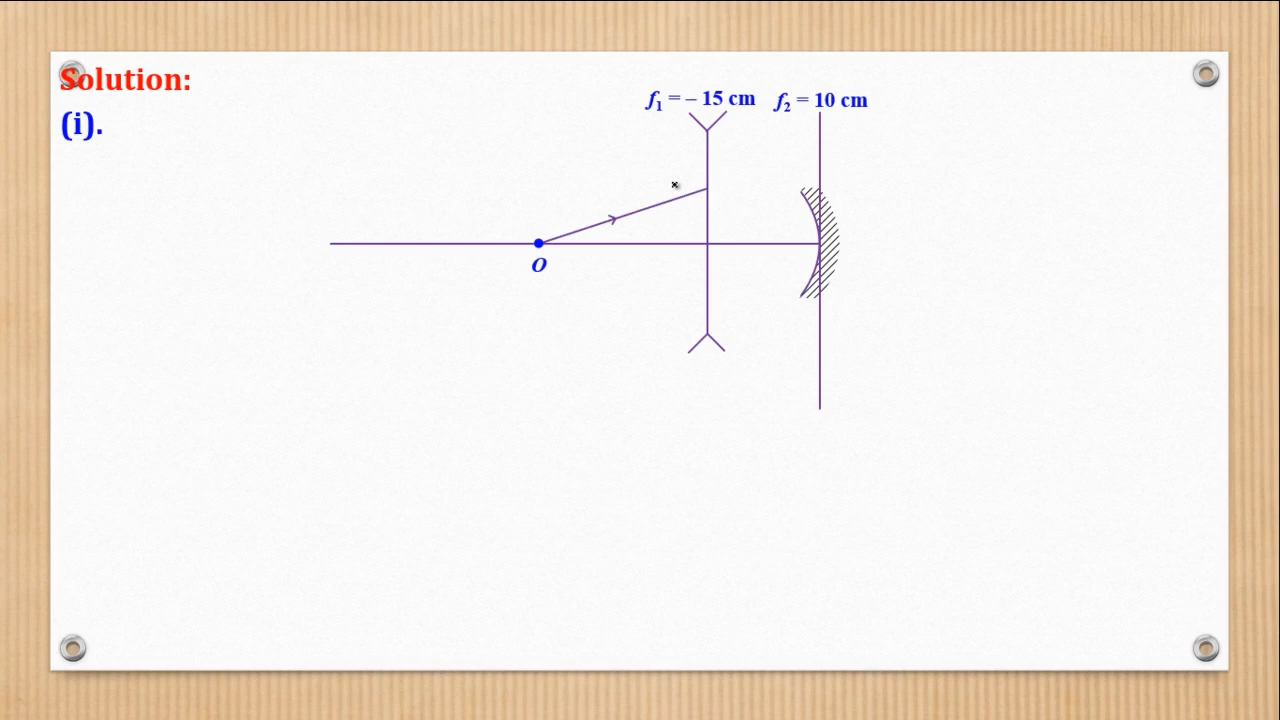 Solution:
(i).
f₁ = – 15 cm f₂ = 10 cm
O